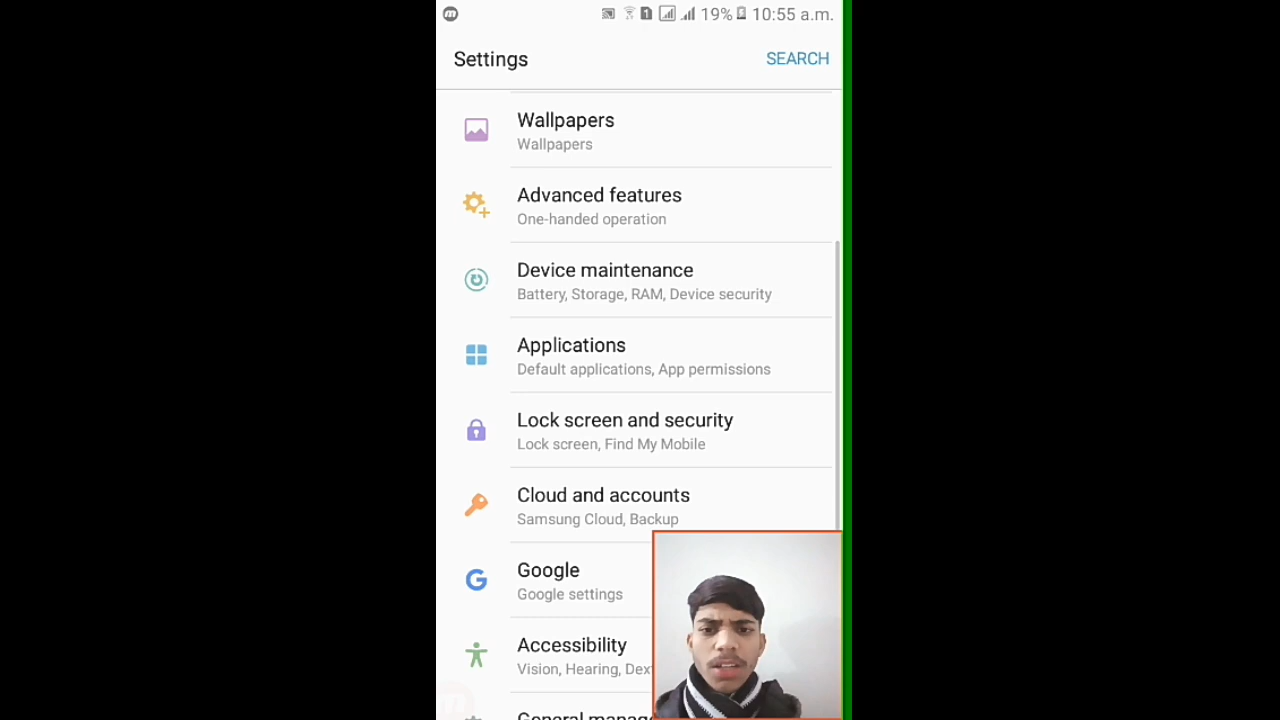 19% 10:55 a.m.
Settings SEARCH
Wallpapers
Wallpapers
Advanced features
One-handed operation
Device maintenance
Battery, Storage, RAM, Device security
Applications
Default applications, App permissions
Lock screen and security
Lock screen, Find My Mobile
Cloud and accounts
Samsung Cloud, Backup
Google
Google settings
Accessibility
Vision, Hearing,
General